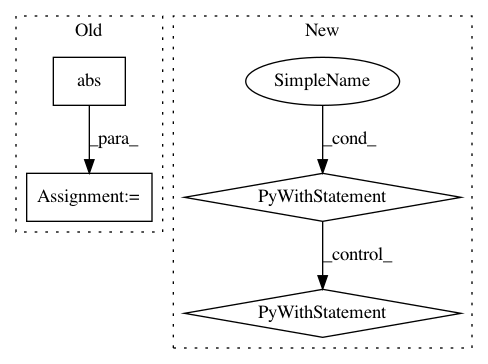 Old
New
abs
SimpleName
_para_
_cond_
Assignment:=
PyWithStatement
_control_
PyWithStatement